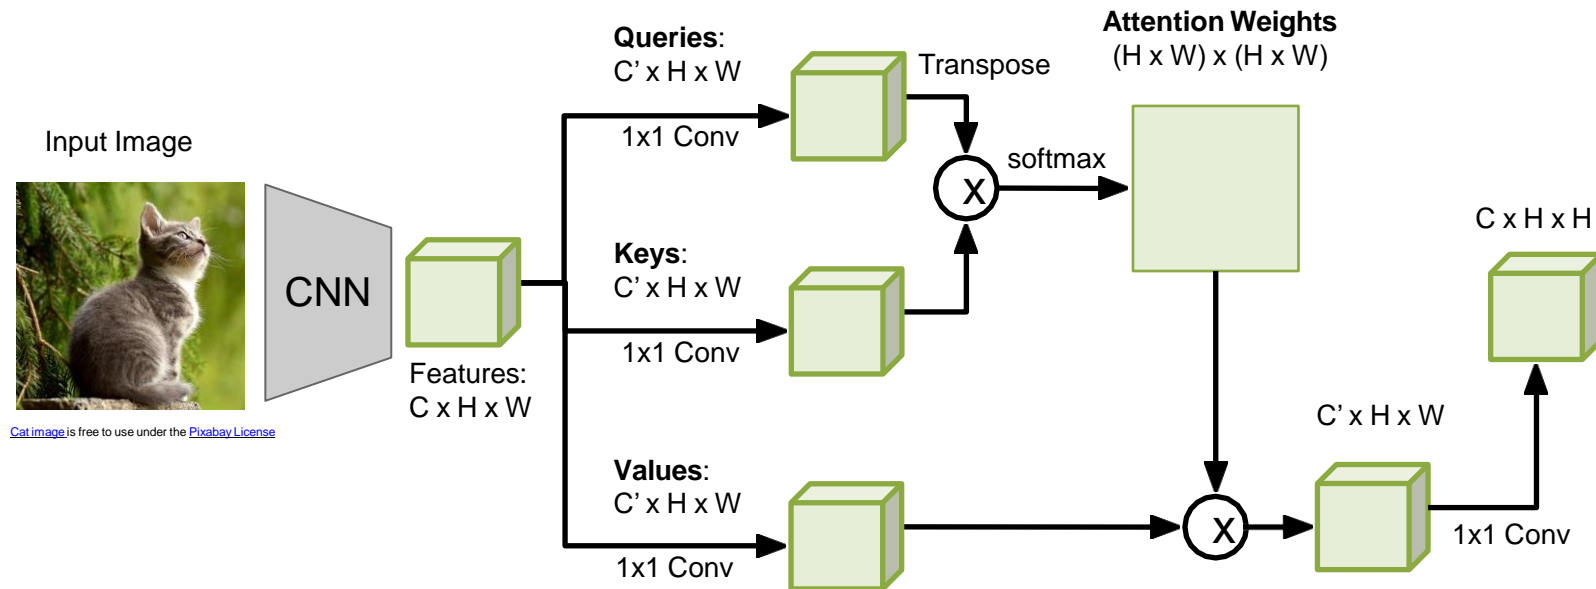 Input Image
Cat image is free to use under the Pixabay License
CNN
Features:
C x H x W
Queries:
C’ x H x W
1x1 Conv
Keys:
C’ x H x W
1x1 Conv
Values:
C’ x H x W
1x1 Conv
Transpose
X
softmax
Attention Weights
(H x W) x (H x W)
X
C’ x H x W
1x1 Conv
C x H x H